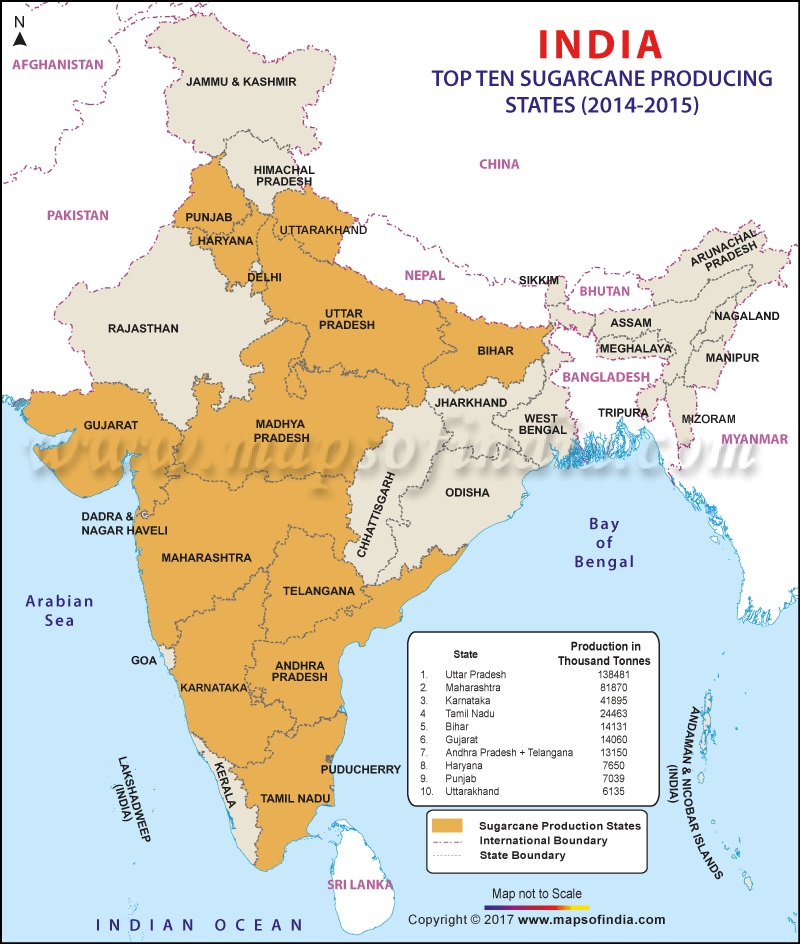 N
INDIA
TOP TEN SUGARCANE PRODUCING
STATES (2014-2015)
AFGHANISTAN
JAMMU & KASHMIR
CHINA
HIMACHAL
PRADESH
PAKISTAN
PUNJAB
UTTARAKHAND
HARYANA
DELHI
NEPAL
SIKKIM
BHUTAN
ARUNACHAL
PRADESH
RAJASTHAN
UTTAR
PRADESH
ASSAM
NAGALAND
BIHAR
MEGHALAYA
MANIPUR
BANGLADESH
JHARKHAND
GUJARAT
MADHYA
PRADESH
WEST
BENGAL
TRIPURA
MIZORAM
MYANMAR
www.mapsofindia.com
CHHATTISGARH
ODISHA
DADRA &
NAGAR HAVELI
MAHARASHTRA
Bay
of
Bengal
TELANGANA
Arabian
Sea
GOA
KARNATAKA
ANDHRA
PRADESH
State Production in
Thousand Tonnes
1. Uttar Pradesh 138481
2. Maharashtra 81870
3. Karnataka 41895
4 Tamil Nadu 24463
5. Bihar 14131
6. Gujarat 14060
7. Andhra Pradesh + Telangana 13150
8. Haryana 7650
9. Punjab 7039
10. Uttarakhand 6135
ANDAMAN & NICOBAR ISLANDS
(INDIA)
LAKSHADWEEP
(INDIA)
KERALA
PUDUCHERRY
TAMIL NADU
Sugarcane Production States
International Boundary
State Boundary
SRI LANKA
Map not to Scale
INDIAN OCEAN
Copyright © 2017 www.mapsofindia.com